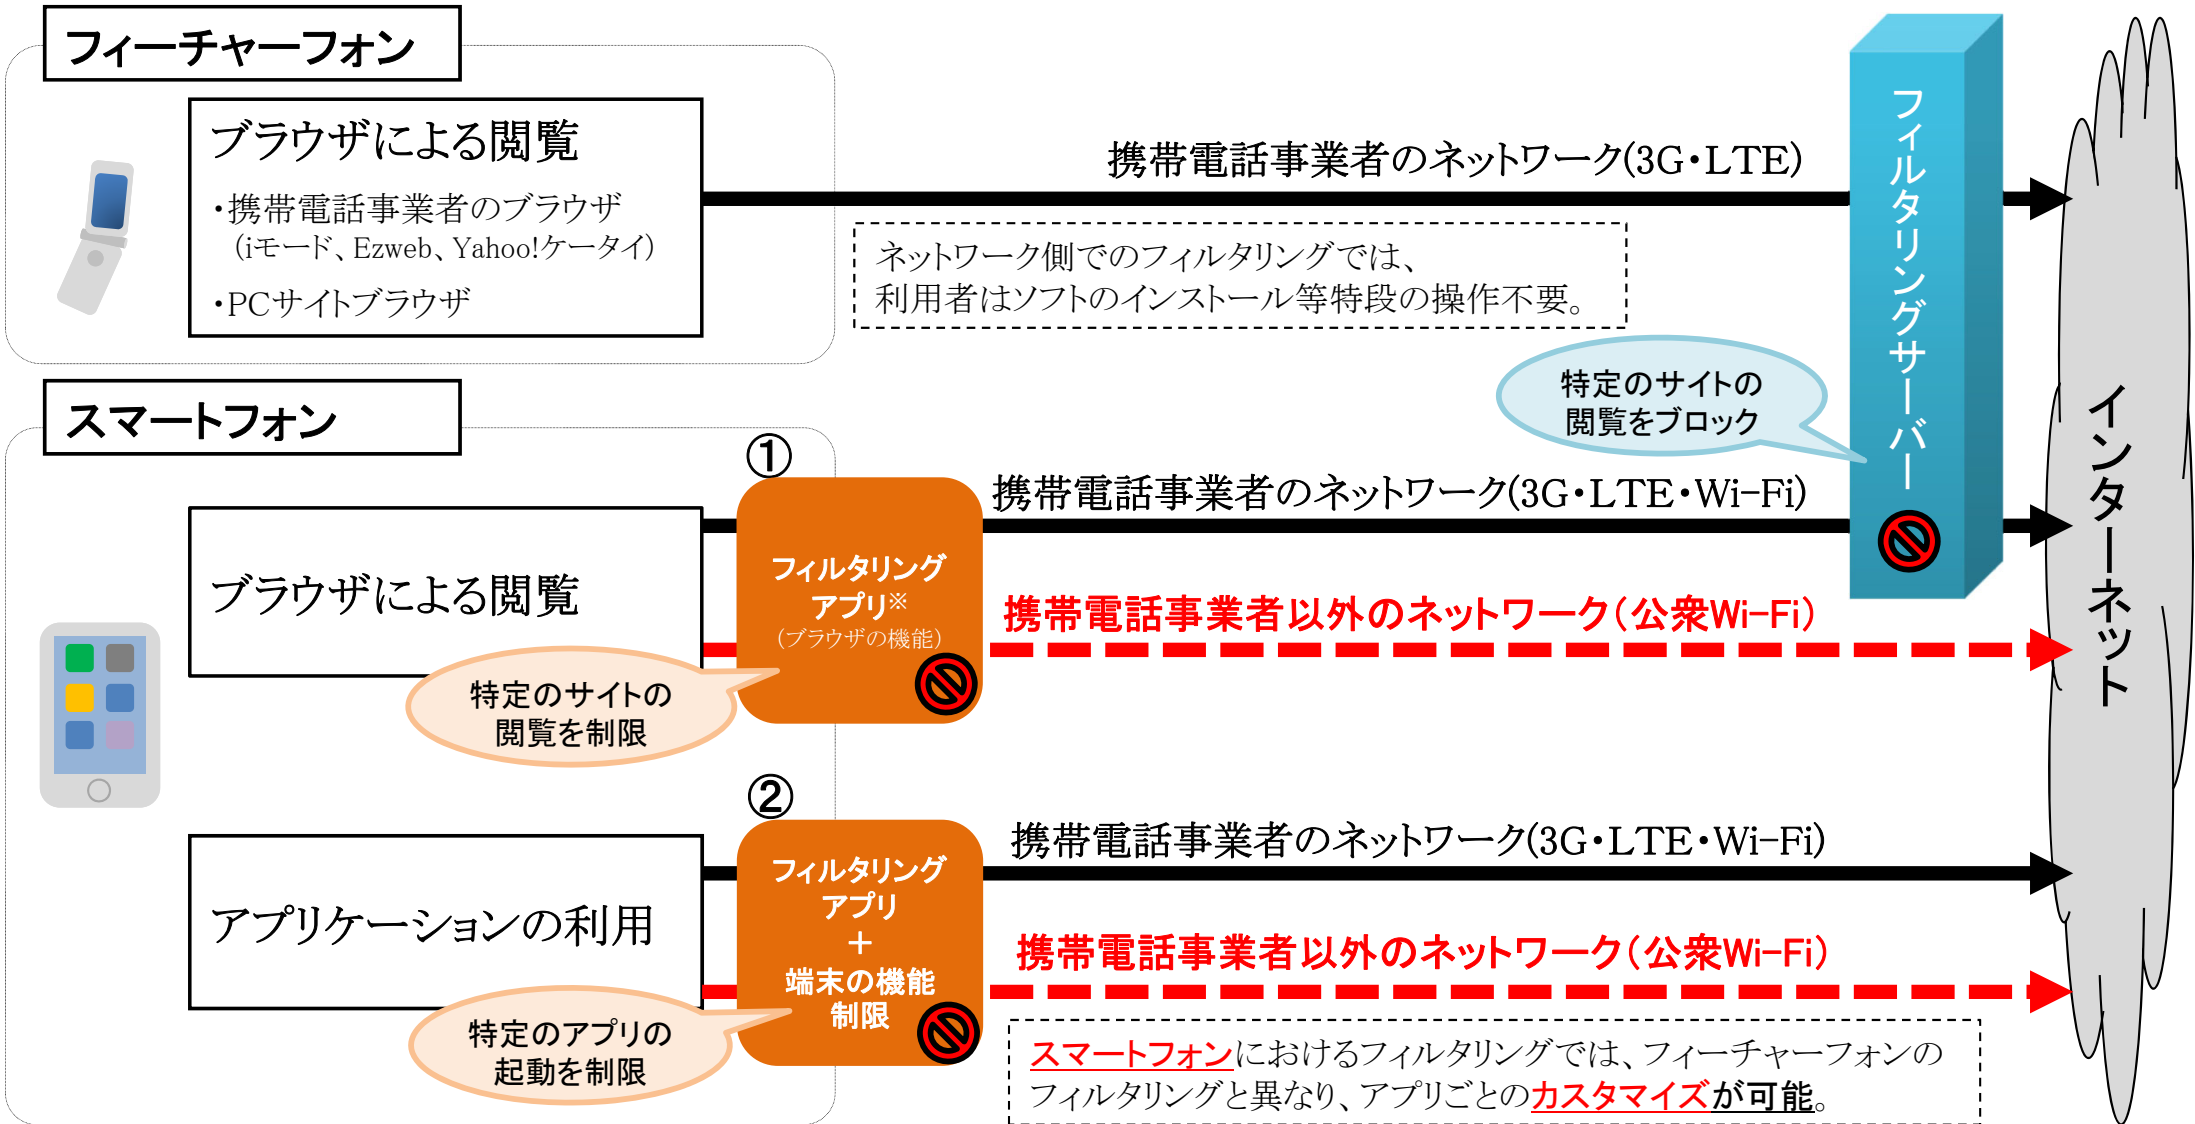 フィーチャーフォン
ブラウザによる閲覧
・携帯電話事業者のブラウザ
（iモード、Ezweb、Yahoo!ケータイ）
・PCサイトブラウザ
携帯電話事業者のネットワーク(3G・LTE)
ネットワーク側でのフィルタリングでは、
利用者はソフトのインストール等特段の操作不要。
フィルタリングサーバー
特定のサイトの
閲覧をブロック
インターネット
スマートフォン
①
ブラウザによる閲覧
フィルタリング
アプリ※
（ブラウザの機能）
特定のサイトの
閲覧を制限
携帯電話事業者のネットワーク(3G・LTE・Wi-Fi)
携帯電話事業者以外のネットワーク（公衆Wi-Fi）
②
アプリケーションの利用
フィルタリング
アプリ
＋
端末の機能
制限
特定のアプリの
起動を制限
携帯電話事業者のネットワーク(3G・LTE・Wi-Fi)
携帯電話事業者以外のネットワーク（公衆Wi-Fi）
スマートフォンにおけるフィルタリングでは、フィーチャーフォンの
フィルタリングと異なり、アプリごとのカスタマイズが可能。